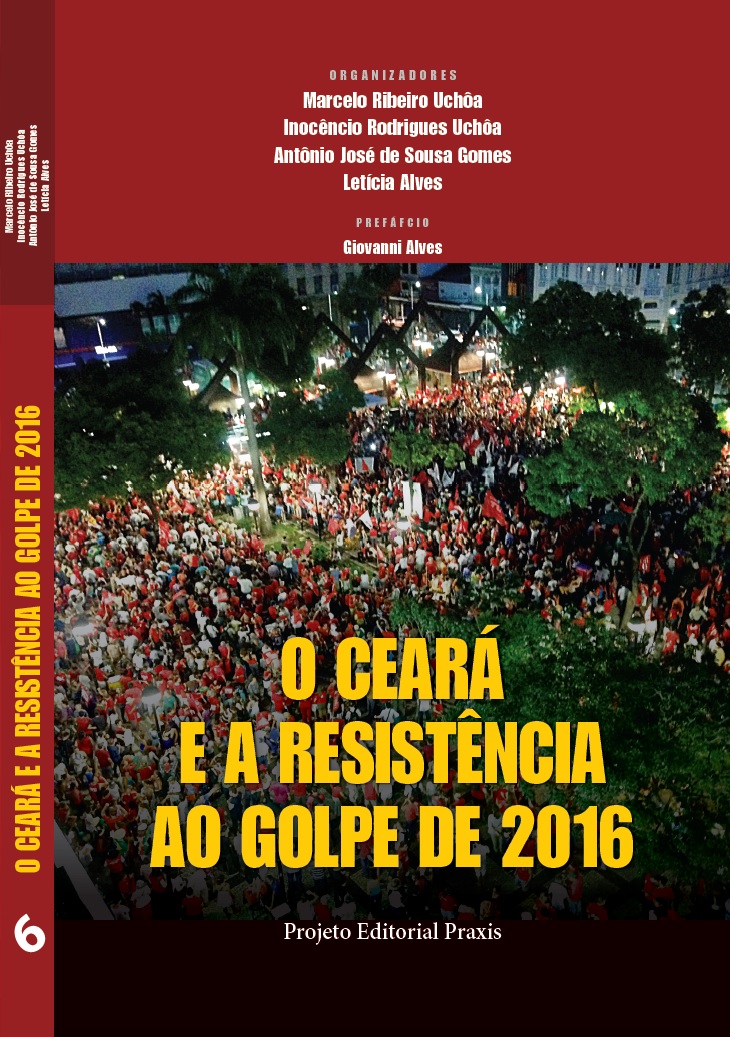 ORGANIZADORES
Marcelo Ribeiro Uchôa
Inocêncio Rodrigues Uchôa
Antônio José de Sousa Gomes
Letícia Alves
PREFÁFCIO
Giovanni Alves
O CEARÁ
E A RESISTÊNCIA
AO GOLPE DE 2016
Projeto Editorial Praxis
Marcelo Ribeiro Uchôa
Inocêncio Rodrigues Uchôa
Antônio José de Sousa Gomes
Letícia Alves
O CEARÁ E A RESISTÊNCIA AO GOLPE DE 2016
6